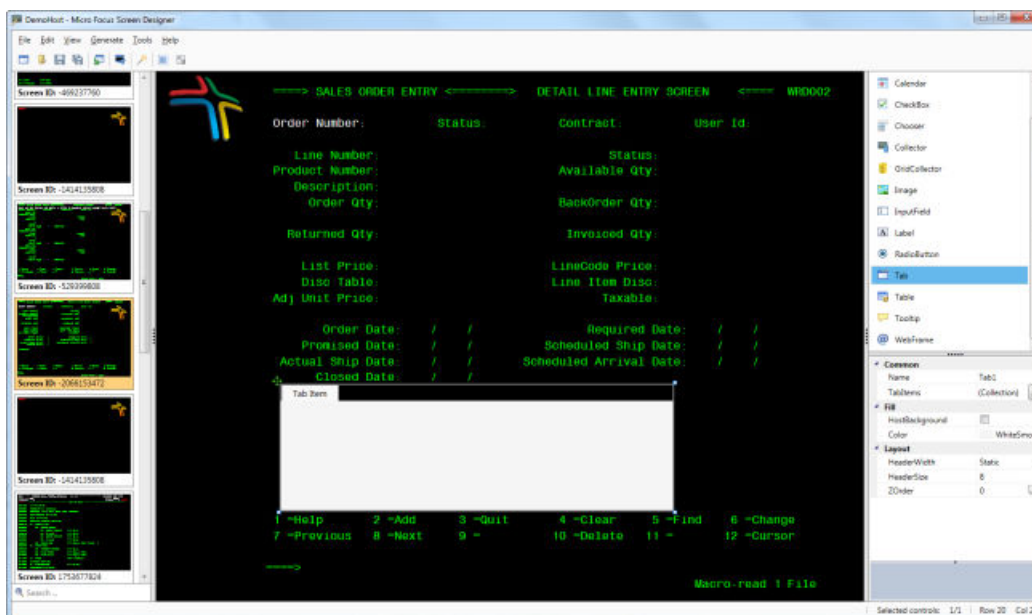 DemoHost - Micro Focus Screen Designer
File Edit View Generate Tools Help
Screen ID: -469237760
Screen ID: -1414135808
Screen ID: -529399808
Screen ID: -2066153472
Screen ID: -1414135808
Screen ID: 1753677824
Search...
====> SALES ORDER ENTRY <=========> DETAIL LINE ENTRY SCREEN <==== WRD002
Order Number: Status: Contract: User Id:
Line Number: Status:
Product Number: Available Qty:
Description:
Order Qty: BackOrder Qty:
Returned Qty: Invoiced Qty:
List Price: LineCode Price:
Disc Table: Line Item Disc:
Adj Unit Price: Taxable:
Order Date: / / Required Date: / /
Promised Date: / / Scheduled Ship Date: / /
Actual Ship Date: / / Scheduled Arrival Date: / /
Closed Date: / /
Tab Item
1 =Help 2 =Add 3 =Quit 4 =Clear 5 =Find 6 =Change
7 =Previous 8 =Next 9 = 10 =Delete 11 = 12 =Cursor
====>
Macro-read 1 File
Calendar
CheckBox
Chooser
Collector
GridCollector
Image
InputField
Label
RadioButton
Tab
Table
Tooltip
WebFrame
Common
Name Tab1
TabItems (Collection)
Fill
HostBackground
Color WhiteSmo
Layout
HeaderWidth Static
HeaderSize 8
ZOrder 0
Selected controls: 1/1 Row 20 Col